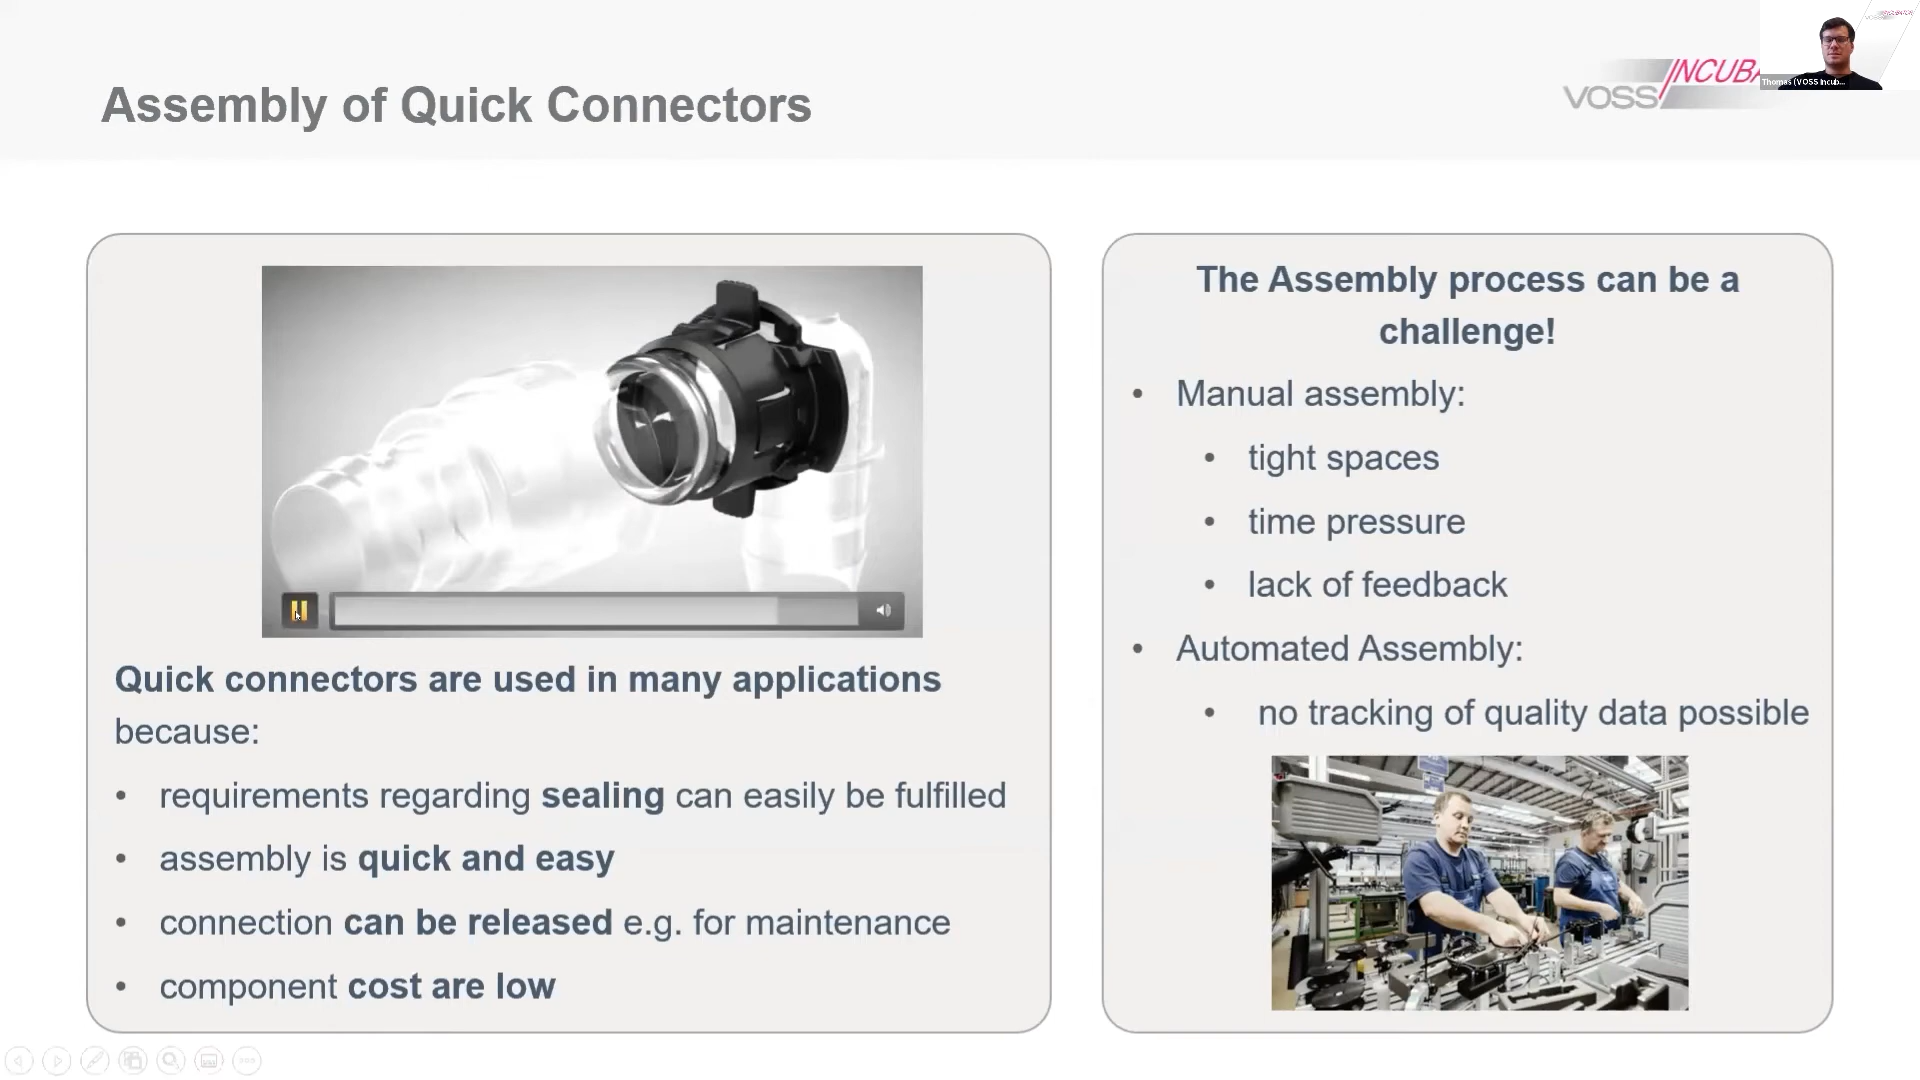 Assembly of Quick Connectors
VOSS INCUBA
Thomas (VOSS Incub...
Quick connectors are used in many applications
because:
• requirements regarding sealing can easily be fulfilled
• assembly is quick and easy
• connection can be released e.g. for maintenance
• component cost are low
The Assembly process can be a
challenge!
• Manual assembly:
• tight spaces
• time pressure
• lack of feedback
• Automated Assembly:
• no tracking of quality data possible